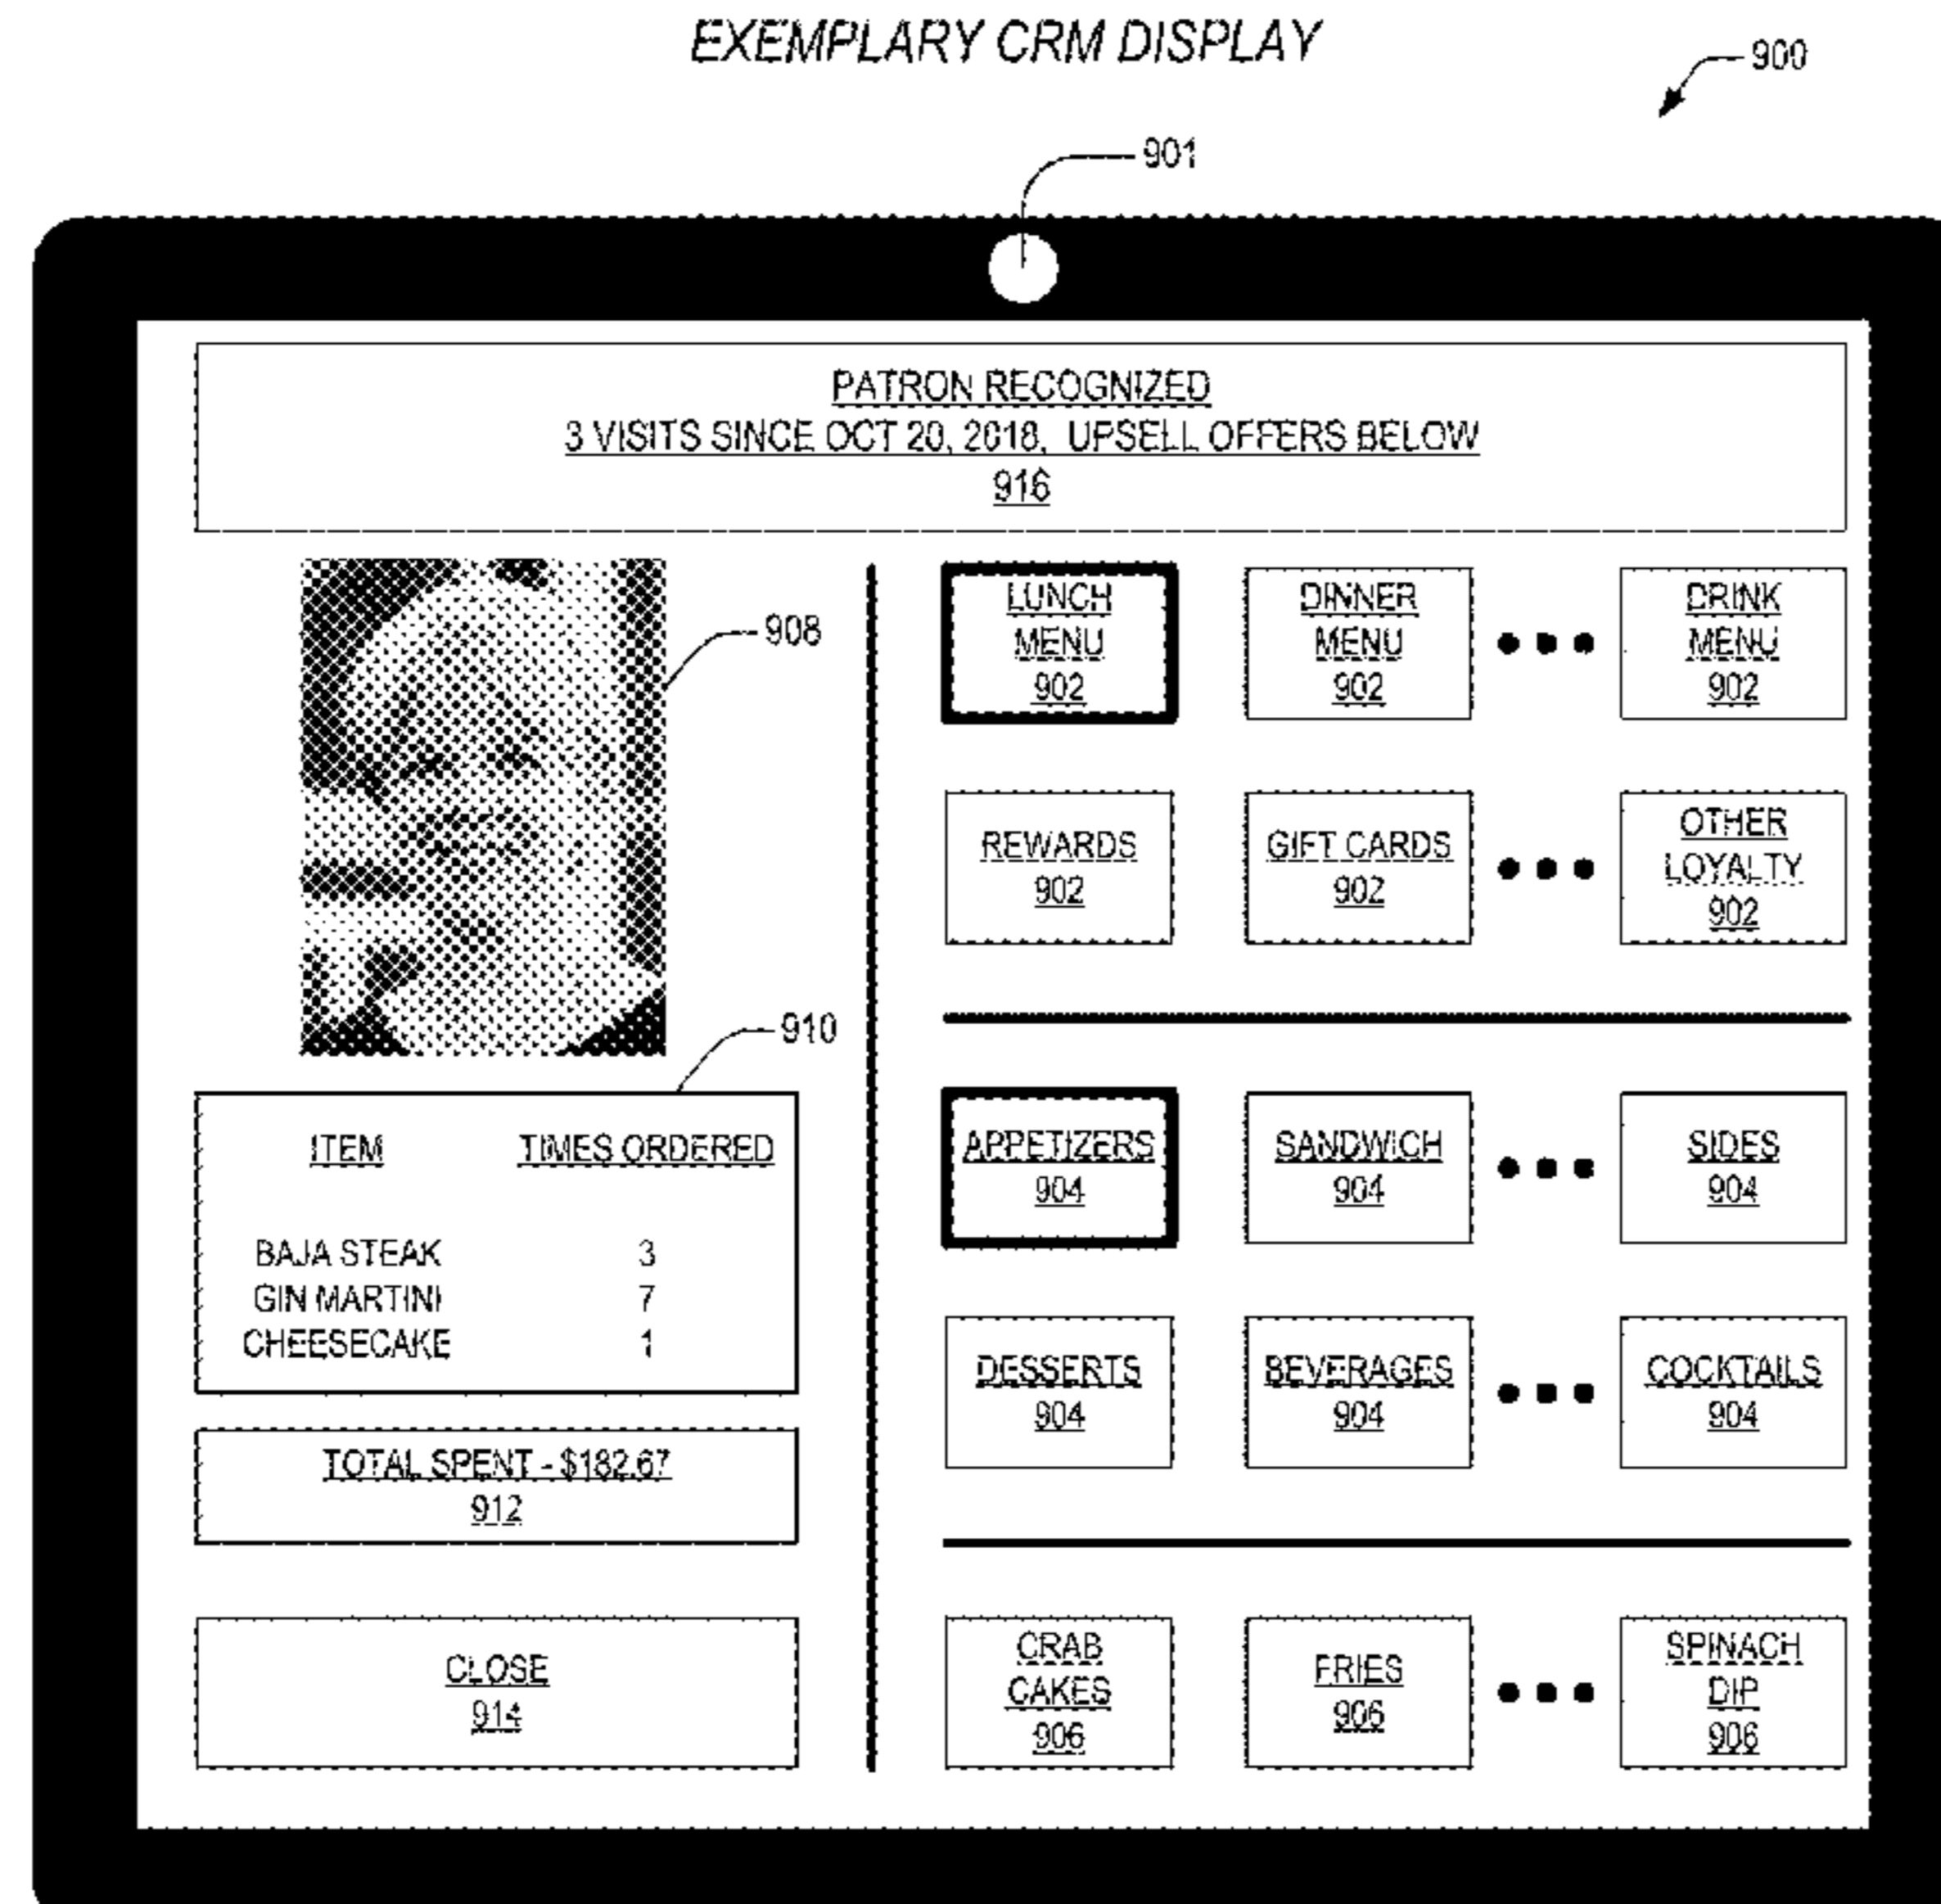 EXEMPLARY CRM DISPLAY
900
901
PATRON RECOGNIZED
3 VISITS SINCE OCT 20, 2018, UPSELL OFFERS BELOW
916
908
LUNCH
MENU
902
DINNER
MENU
902
DRINK
MENU
902
REWARDS
902
GIFT CARDS
902
OTHER
LOYALTY
902
910
ITEM TIMES ORDERED
BAJA STEAK 3
GIN MARTINI 7
CHEESECAKE 1
TOTAL SPENT - $182.67
912
CLOSE
914
APPETIZERS
904
SANDWICH
904
SIDES
904
DESSERTS
904
BEVERAGES
904
COCKTAILS
904
CRAB
CAKES
906
FRIES
906
SPINACH
DIP
906